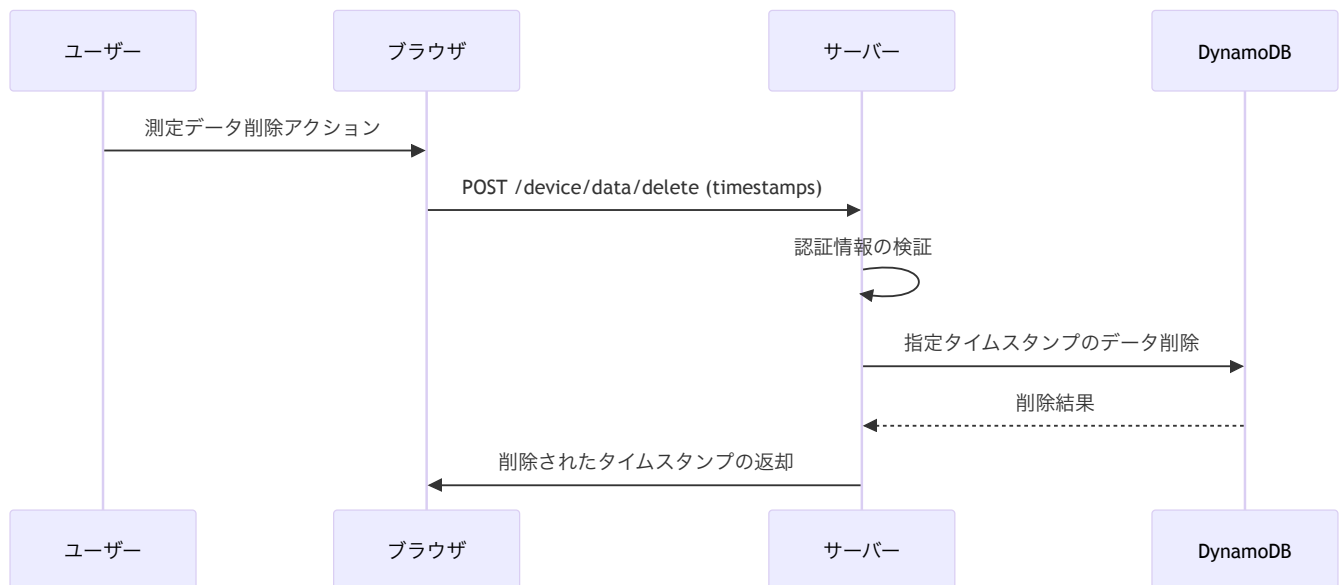 ユーザー
ブラウザ
サーバー
DynamoDB
測定データ削除アクション
POST /device/data/delete (timestamps)
認証情報の検証
指定タイムスタンプのデータ削除
削除結果
削除されたタイムスタンプの返却
ユーザー
ブラウザ
サーバー
DynamoDB